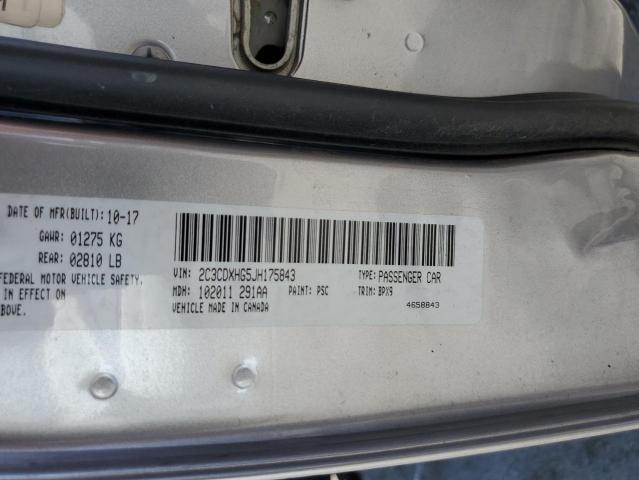 DATE OF MFR(BUILT): 10-17
GAWR: 01275 KG
REAR: 02810 LB
FEDERAL MOTOR VEHICLE SAFETY,
IN EFFECT ON
ABOVE.
VIN: 2C3CDXHG5JH175843
TYPE: PASSENGER CAR
MDH: 102011 291AA
PAINT: PSC
TRIM: BPX9
VEHICLE MADE IN CANADA
4658843